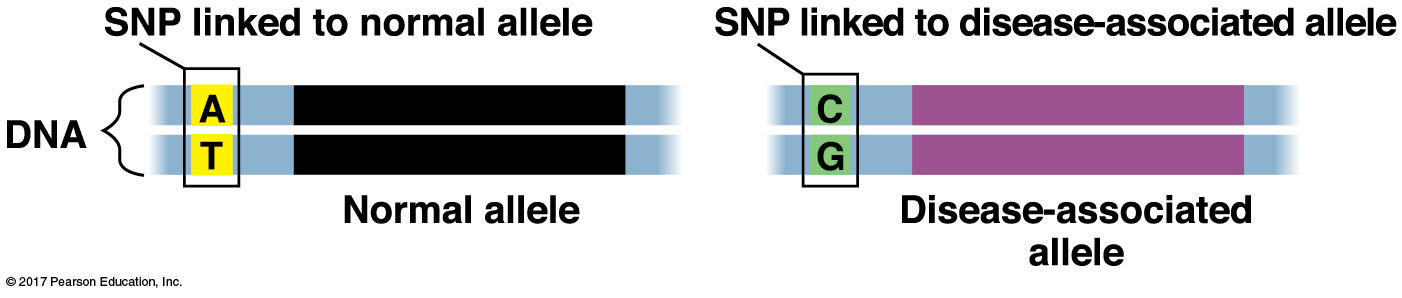 SNP linked to normal allele
SNP linked to disease-associated allele
DNA
A
T
C
G
Normal allele
Disease-associated
allele
© 2017 Pearson Education, Inc.